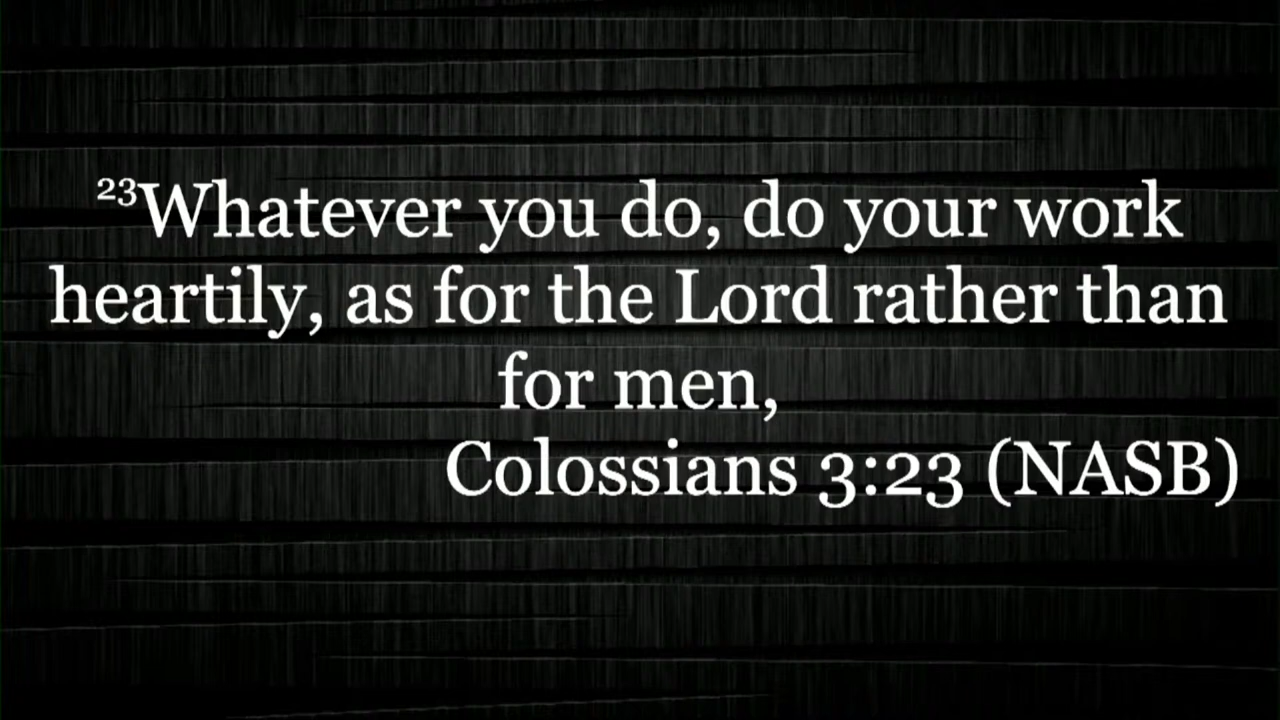 ²³Whatever you do, do your work
heartily, as for the Lord rather than
for men,
Colossians 3:23 (NASB)